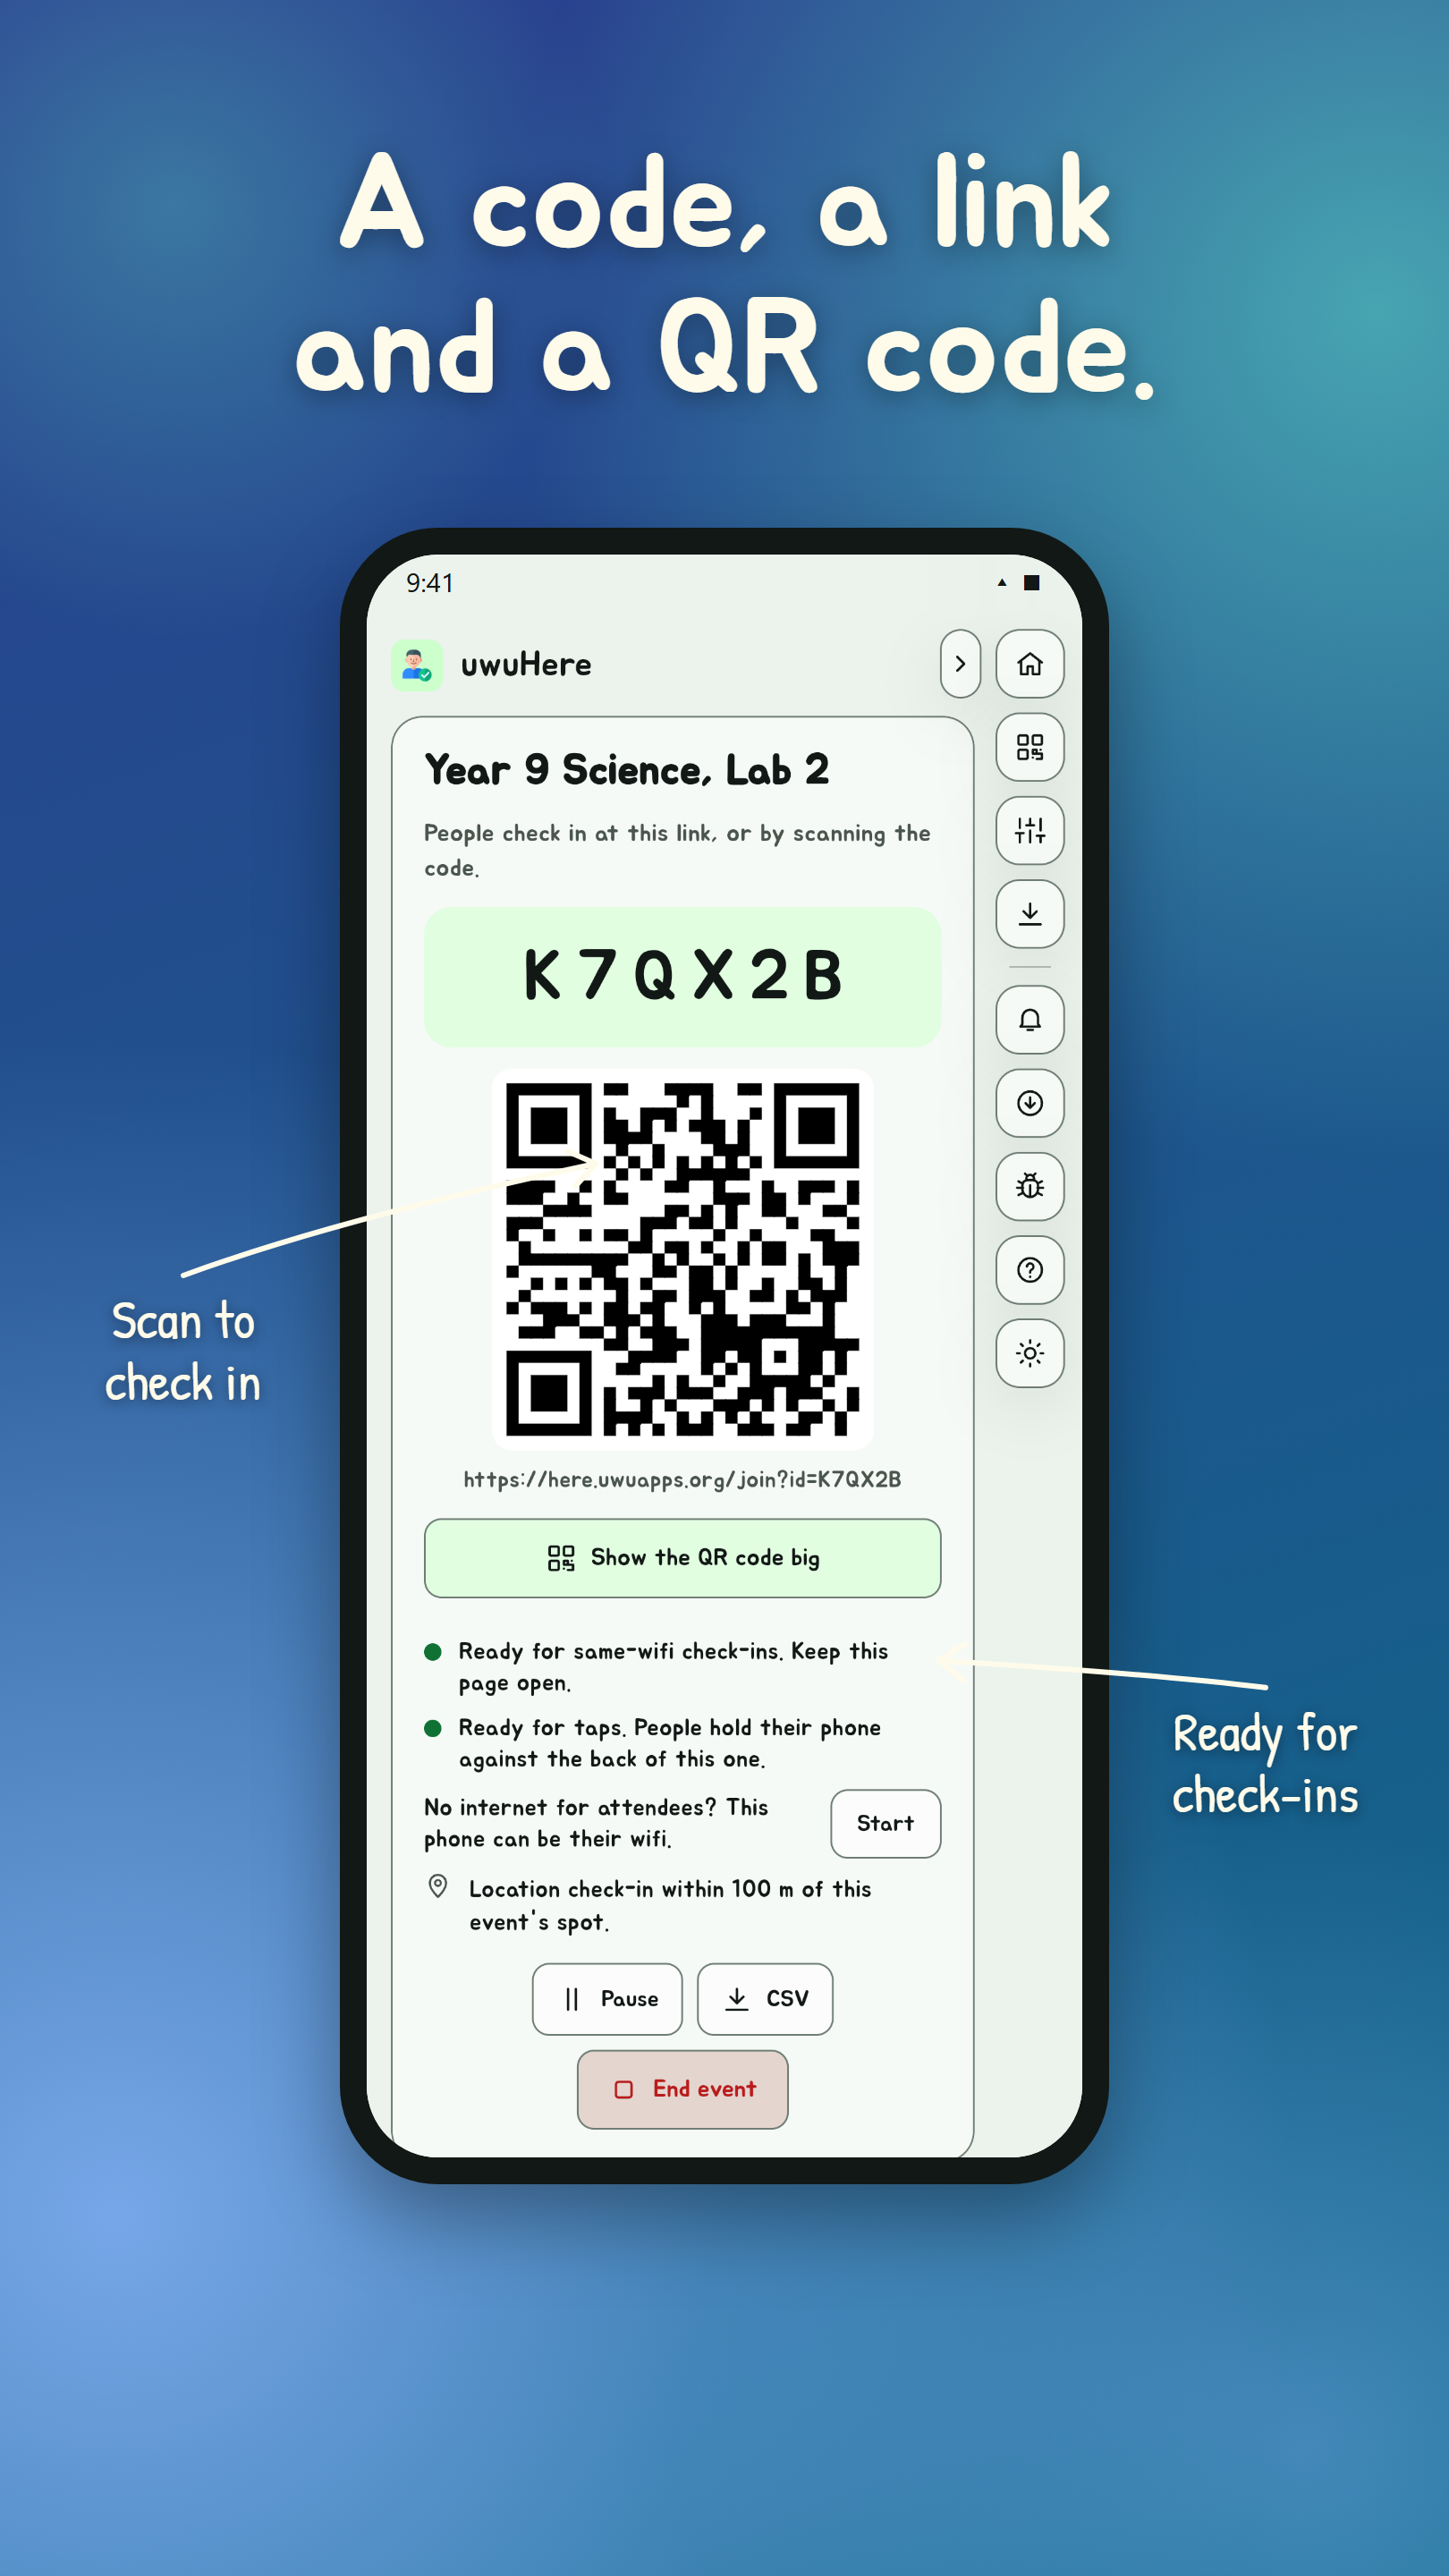 A code, a link
and a QR code.
9:41
uwuHere
Year 9 Science, Lab 2
People check in at this link, or by scanning the
code.
K7QX2B
Scan to
check in
https://here.uwuapps.org/join?id=K7QX2B
Show the QR code big
Ready for same-wifi check-ins. Keep this
page open.
Ready for taps. People hold their phone
against the back of this one.
Ready for
check-ins
No internet for attendees? This
phone can be their wifi.
Start
Location check-in within 100 m of this
event's spot.
Pause
CSV
End event